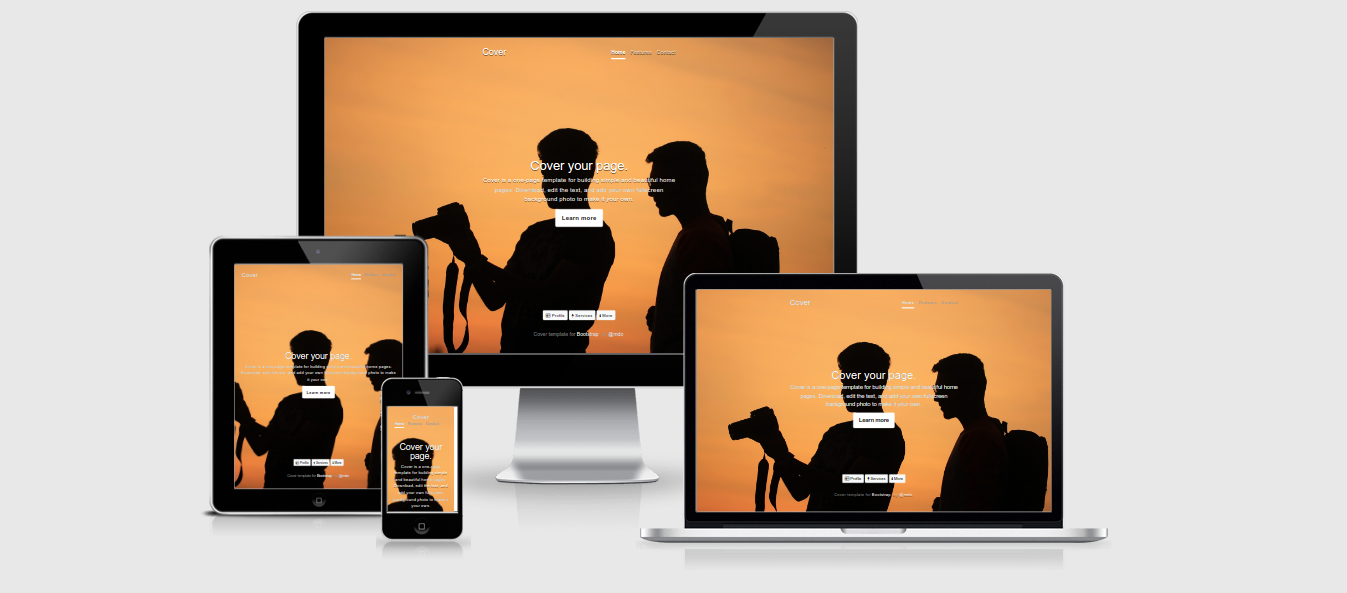 Cover
Home Features Contact
Cover your page.
Cover is a one-page template for building simple and beautiful home
pages. Download, edit the text, and add your own fullscreen
background photo to make it your own.
Learn more
Profile Services More
Cover template for Bootstrap @mdo
Cover
Home
Cover your page.
Learn more
Profile Services More
Cover template for Bootstrap @mdo
Cover
Home
Cover your
page.
Cover is a one-page
template for building simple
and beautiful home
Download, edit the text, and
add your own
background photo to make it
your own.
Cover
Home Features Contact
Cover your page.
Cover is a one-page template for building simple and beautiful home
pages. Download, edit the text, and add your own fullscreen
background photo to make it your own.
Learn more
Profile Services More
Cover template for Bootstrap @mdo